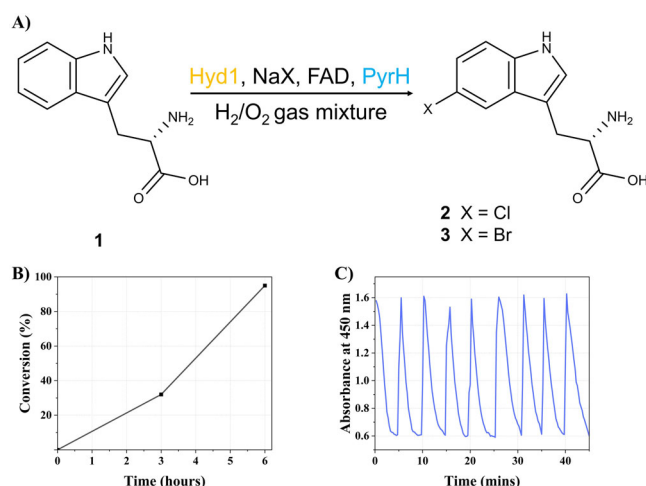 A)
Hyd1, NaX, FAD, PyrH
H₂/O₂ gas mixture
H
N
NH₂
OH
O
1
H
N
X
NH₂
OH
O
2 X = Cl
3 X = Br
B)
Conversion (%)
100
80
60
40
20
0 1 2 3 4 5 6
Time (hours)
C)
Absorbance at 450 nm
1.6
1.4
1.2
1.0
0.8
0.6
0 10 20 30 40
Time (mins)